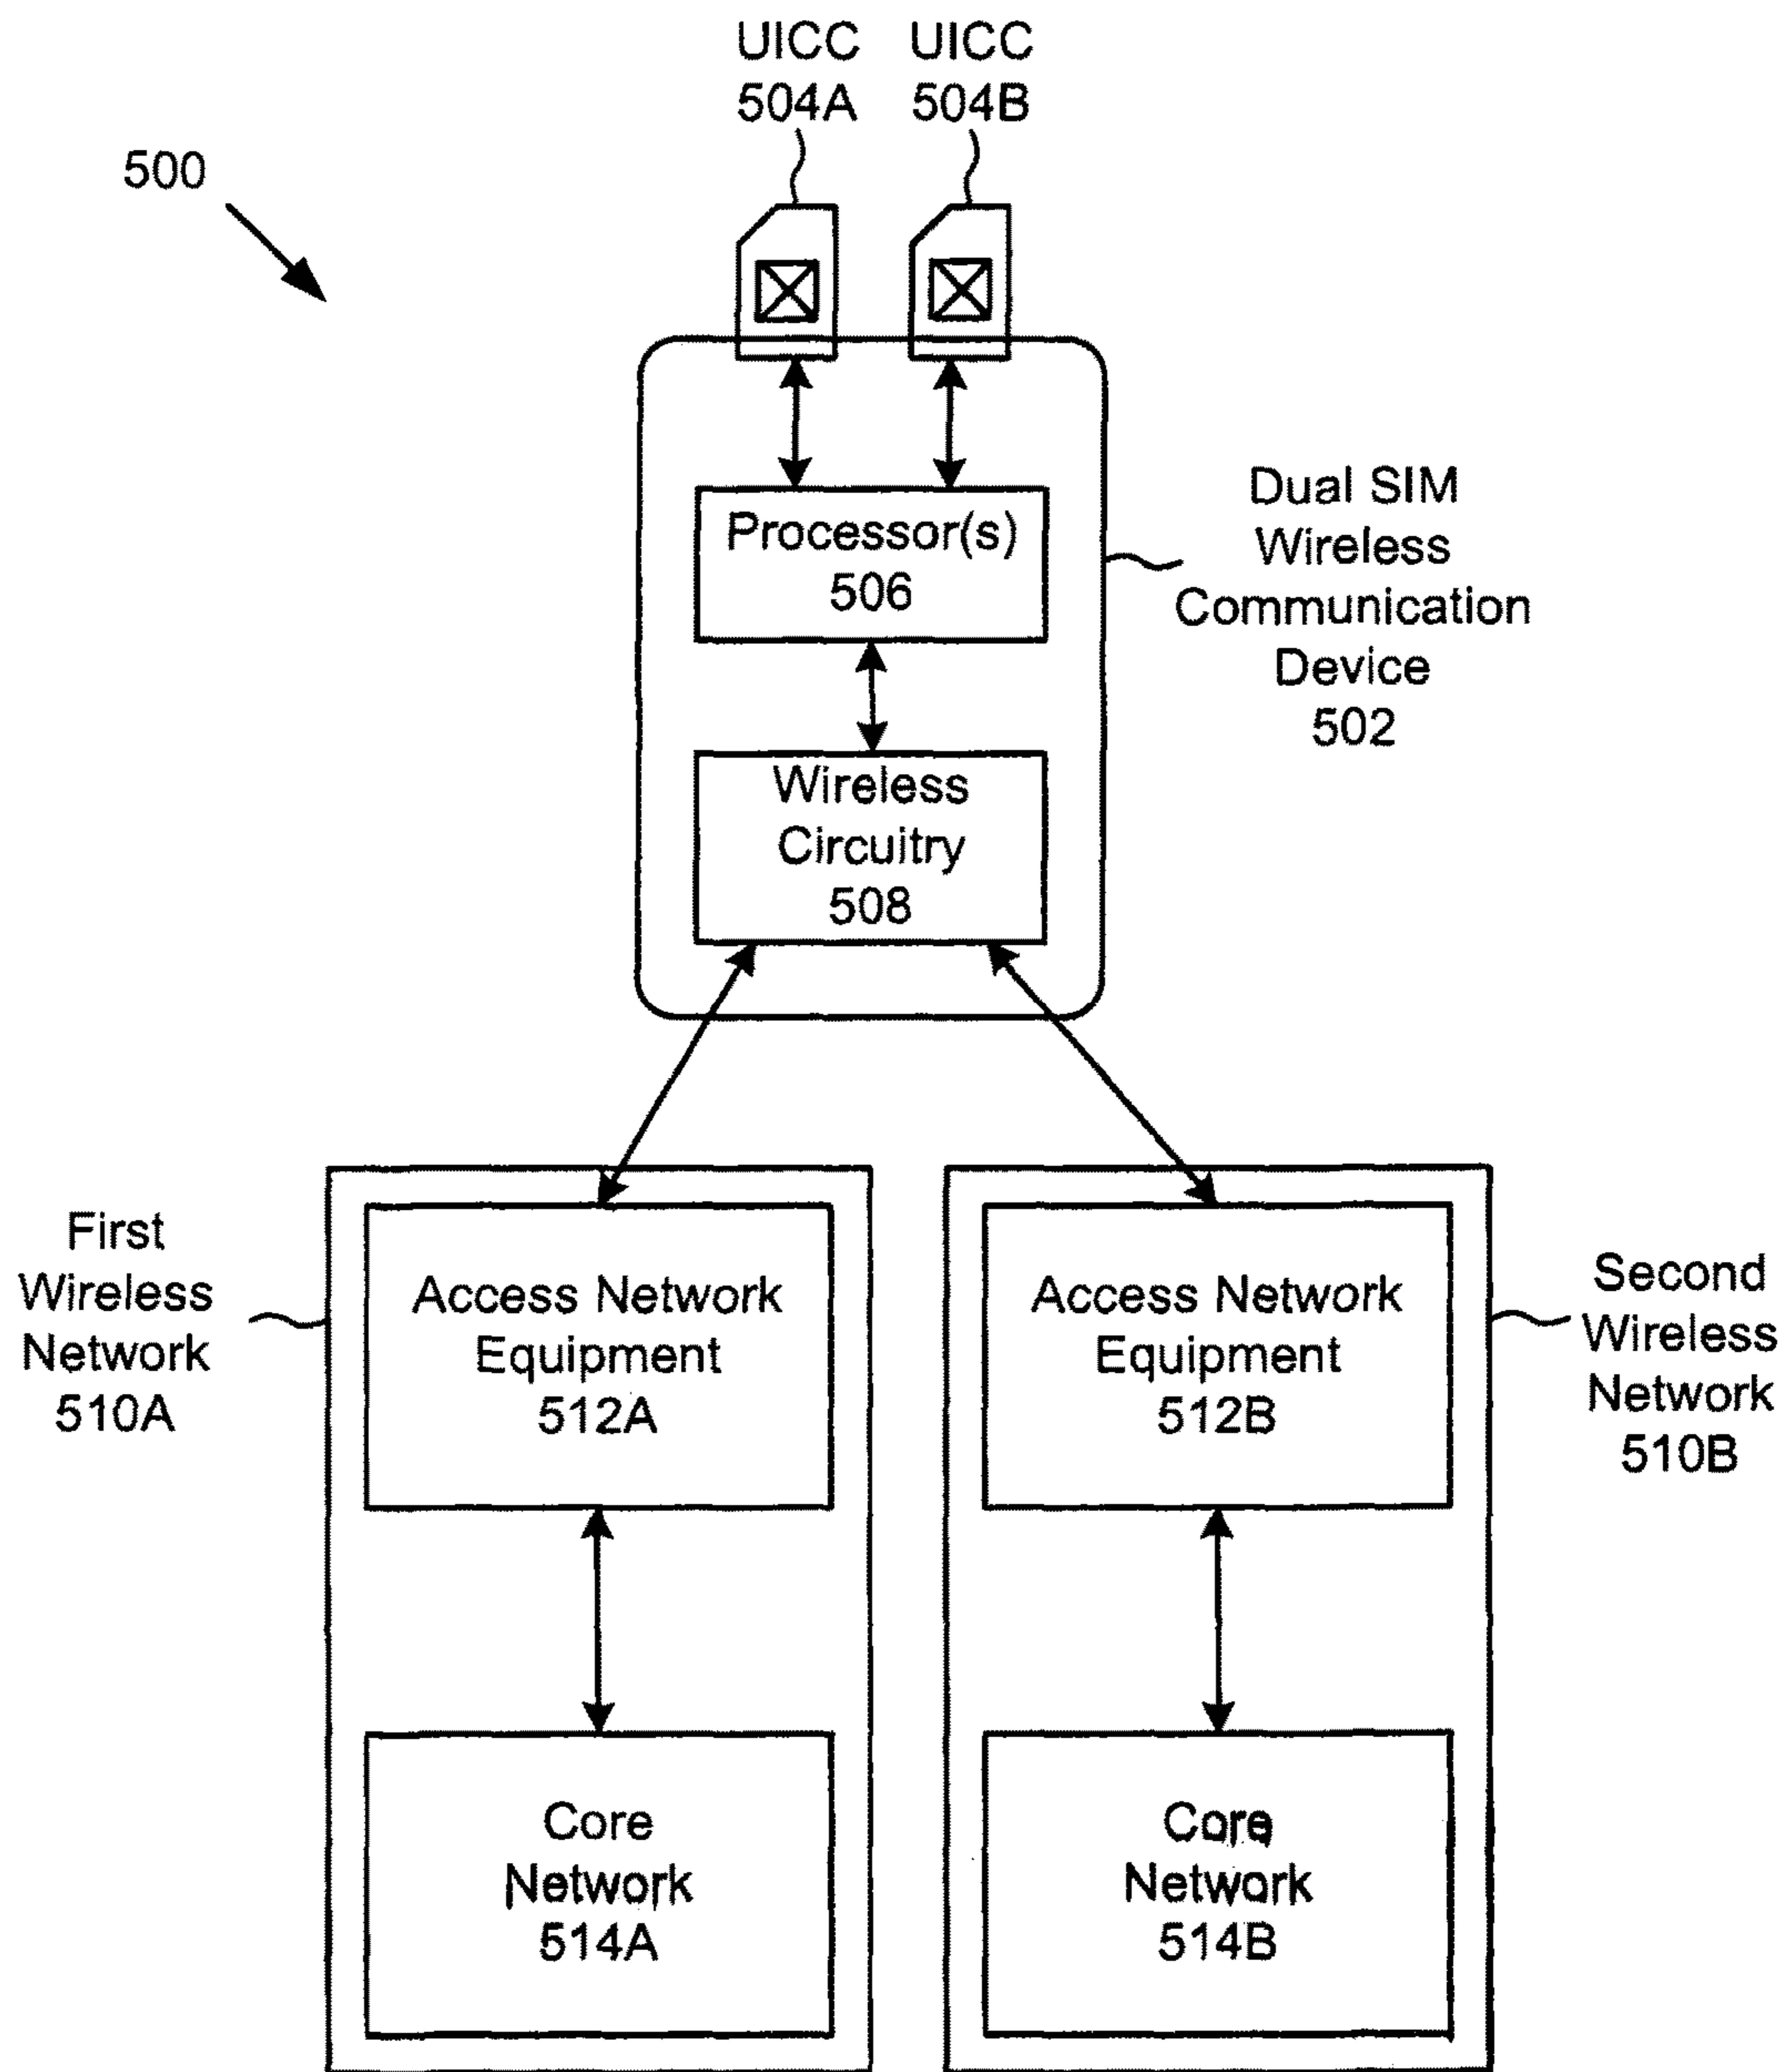 UICC
504A
UICC
504B
500
Processor(s)
506
Dual SIM
Wireless
Communication
Device
502
Wireless
Circuitry
508
First
Wireless
Network
510A
Access Network
Equipment
512A
Access Network
Equipment
512B
Second
Wireless
Network
510B
Core
Network
514A
Core
Network
514B